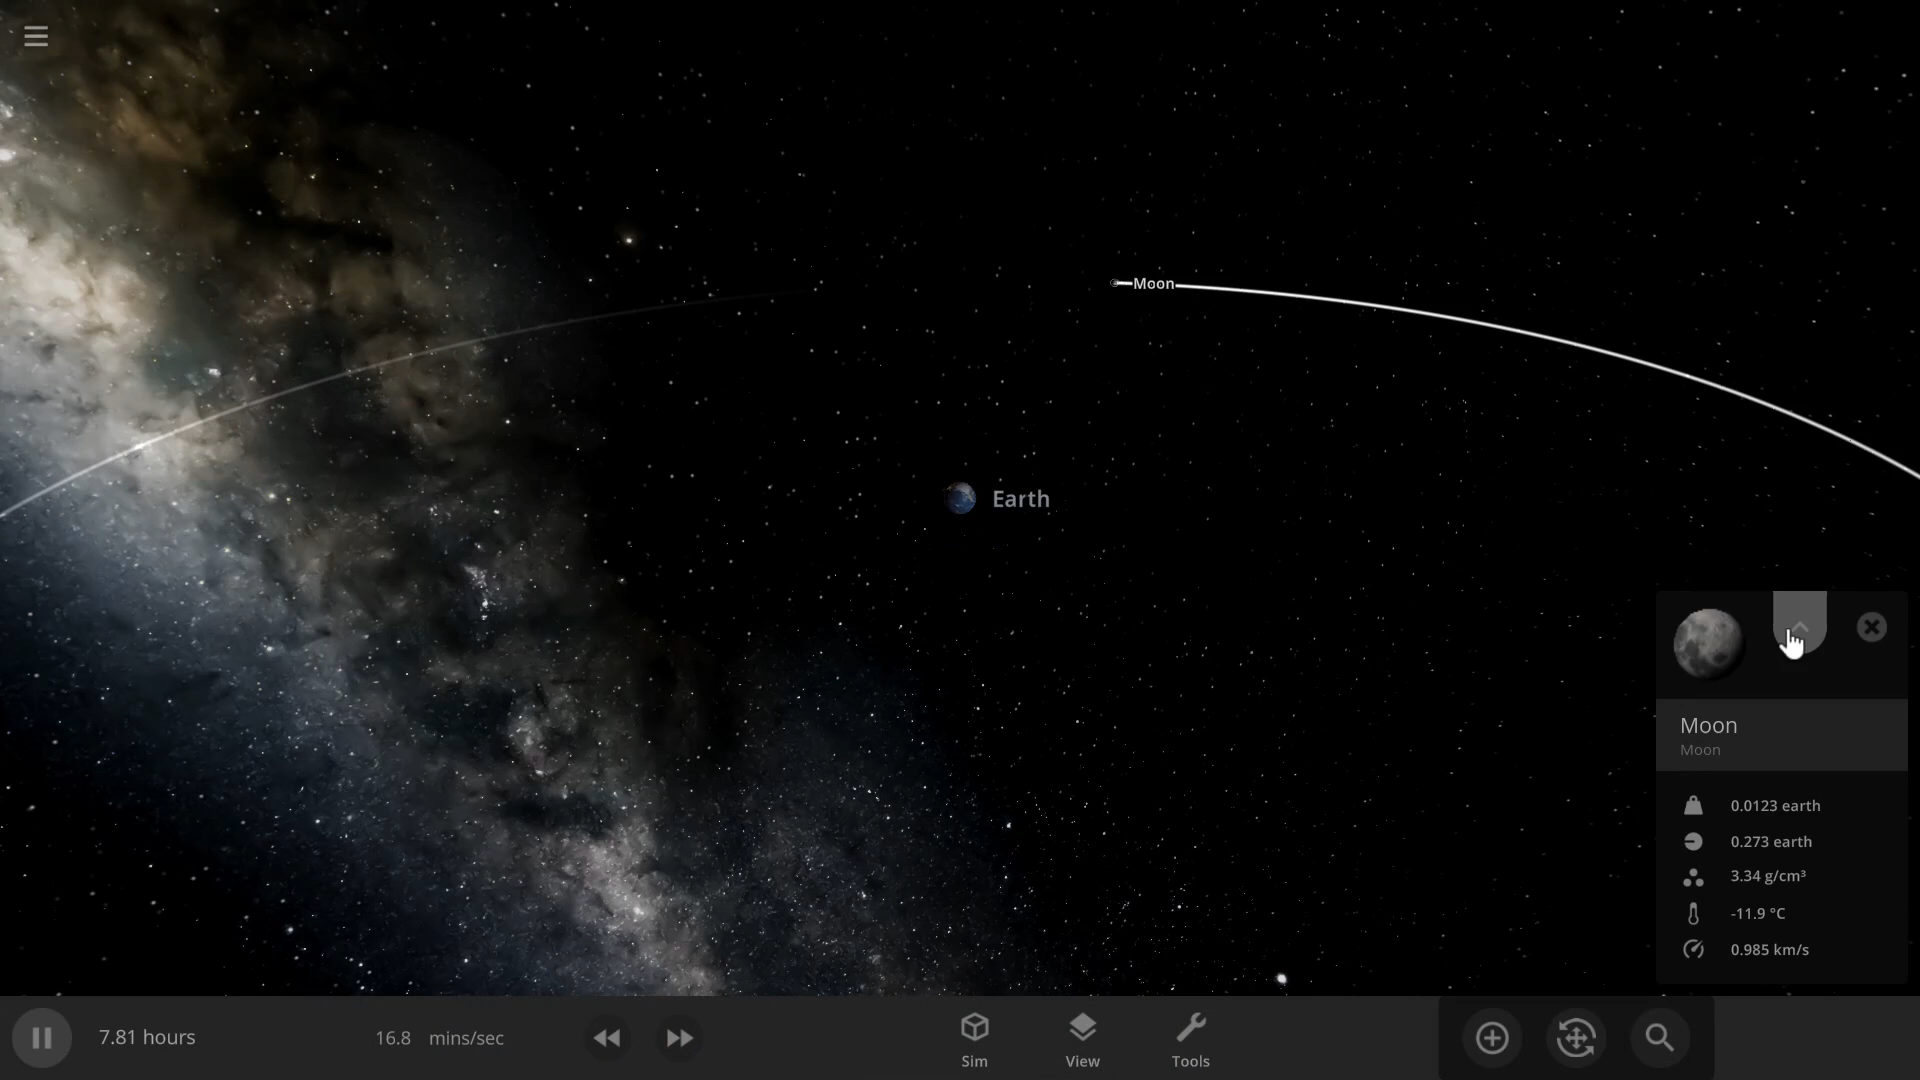 Moon
Earth
Moon
Moon
0.0123 earth
0.273 earth
3.34 g/cm³
-11.9 °C
0.985 km/s
7.81 hours
16.8 mins/sec
Sim
View
Tools